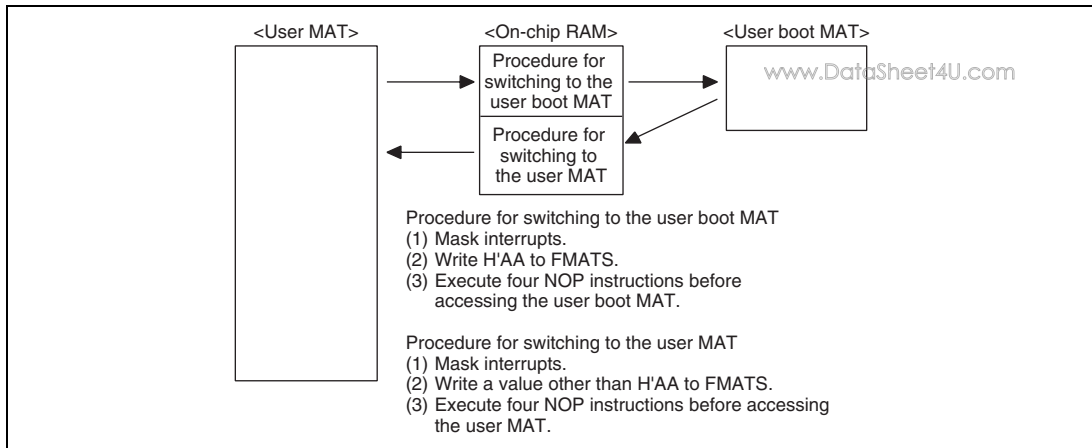 <User MAT>
<On-chip RAM>
<User boot MAT>
Procedure for
switching to the
user boot MAT
Procedure for
switching to
the user MAT
www.DataSheet4U.com
Procedure for switching to the user boot MAT
(1) Mask interrupts.
(2) Write H'AA to FMATS.
(3) Execute four NOP instructions before
accessing the user boot MAT.
Procedure for switching to the user MAT
(1) Mask interrupts.
(2) Write a value other than H'AA to FMATS.
(3) Execute four NOP instructions before accessing
the user MAT.